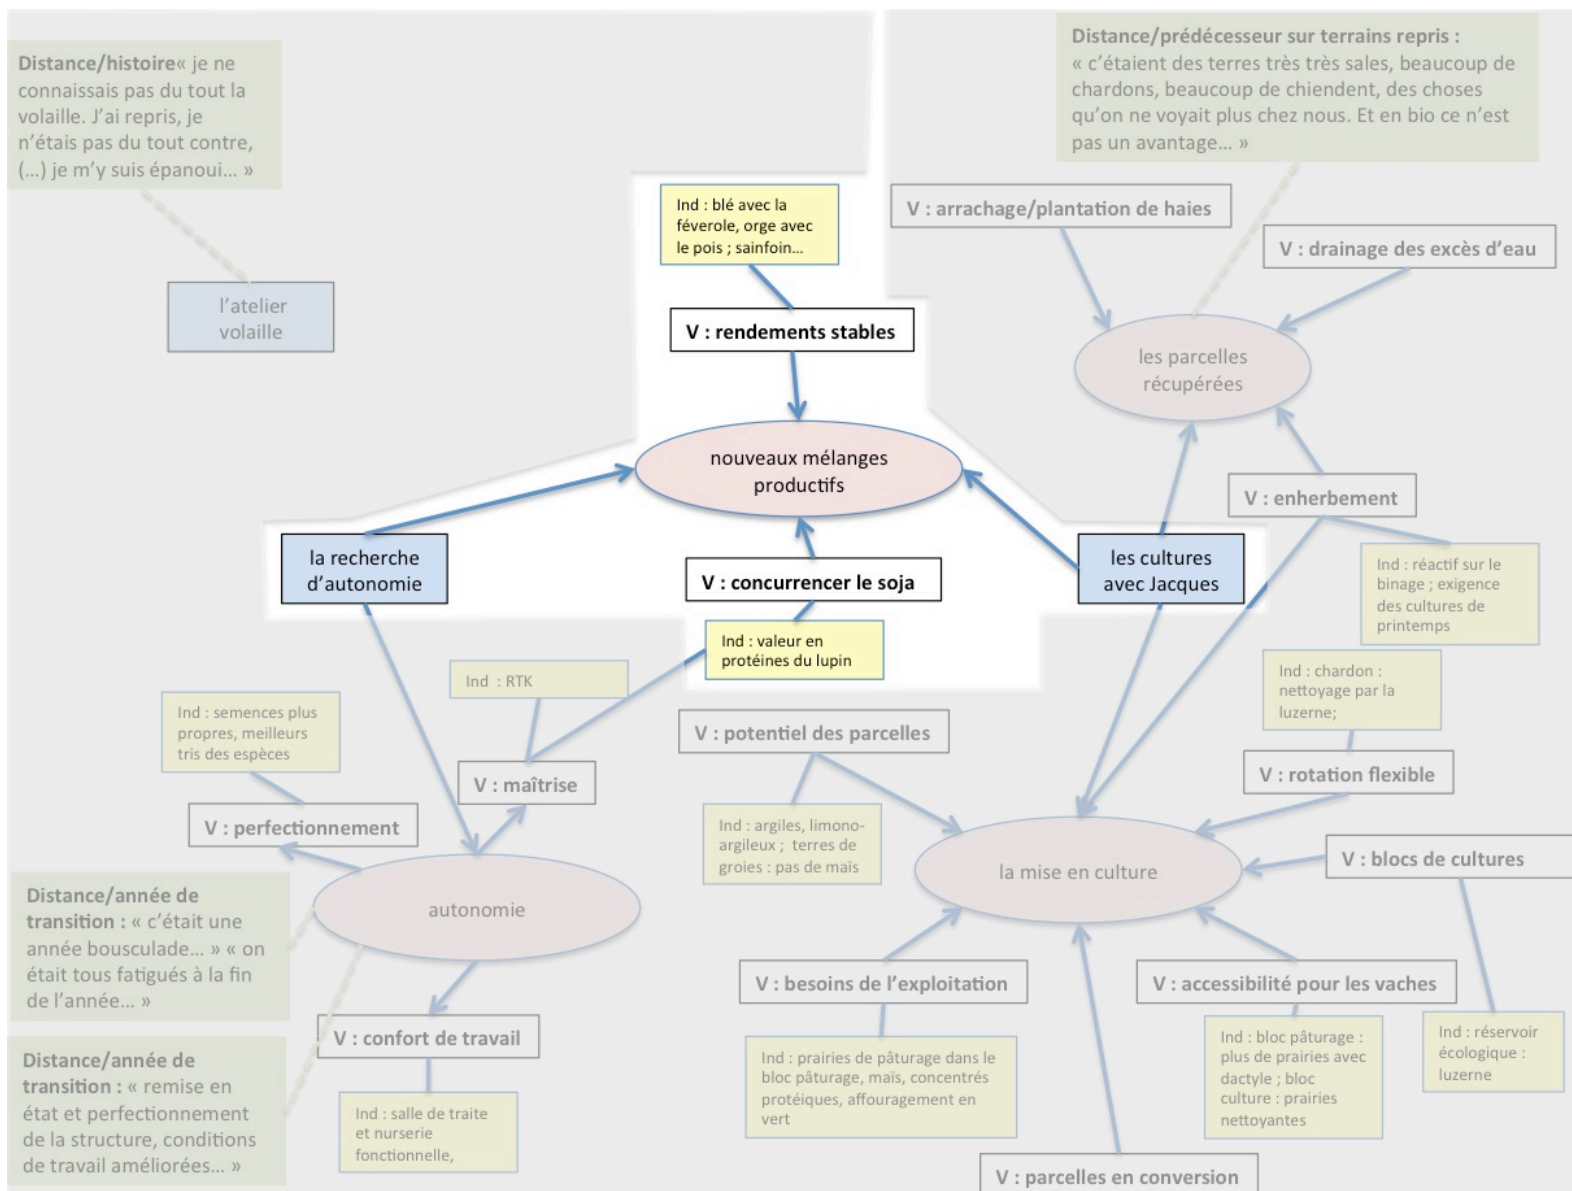 Distance/histoire« je ne
connaissais pas du tout la
volaille. J'ai repris, je
n'étais pas du tout contre,
(...) je m'y suis épanoui... »
Distance/prédécesseur sur terrains repris :
« c'étaient des terres très très sales, beaucoup de
chardons, beaucoup de chiendent, des choses
qu'on ne voyait plus chez nous. Et en bio ce n'est
pas un avantage... »
Ind : blé avec la
féverole, orge avec
le pois ; sainfoin...
V : arrachage/plantation de haies
V : drainage des excès d'eau
l'atelier
volaille
V : rendements stables
les parcelles
récupérées
nouveaux mélanges
productifs
V : enherbement
la recherche
d'autonomie
V : concurrencer le soja
les cultures
avec Jacques
Ind : réactif sur le
binage ; exigence
des cultures de
printemps
Ind : valeur en
protéines du lupin
Ind : RTK
Ind : chardon :
nettoyage par la
luzerne;
Ind : semences plus
propres, meilleurs
tris des espèces
V : potentiel des parcelles
V : maîtrise
V : rotation flexible
V : perfectionnement
Ind : argiles, limono-
argileux ; terres de
groies : pas de maïs
V : blocs de cultures
la mise en culture
Distance/année de
transition : « c'était une
année bousculade... » « on
était tous fatigués à la fin
de l'année... »
autonomie
V : besoins de l'exploitation
V : accessibilité pour les vaches
V : confort de travail
Ind : prairies de pâturage dans le
bloc pâturage, maïs, concentrés
protéiques, affouragement en
vert
Ind : bloc pâturage :
plus de prairies avec
dactyle ; bloc
culture : prairies
nettoyantes
Ind : réservoir
écologique :
luzerne
Distance/année de
transition : « remise en
état et perfectionnement
de la structure, conditions
de travail améliorées... »
Ind : salle de traite
et nurserie
fonctionnelle,
V : parcelles en conversion